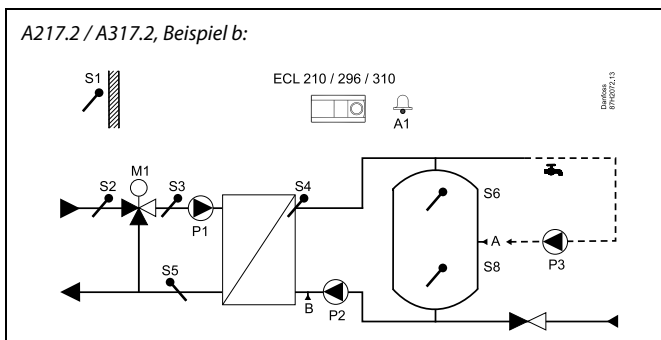 A217.2 / A317.2, Beispiel b:
S1
ECL 210 / 296 / 310
A1
Danfoss
87H2072.13
M1
S2
S3
S4
P1
S6
A
P3
S5
S8
B
P2